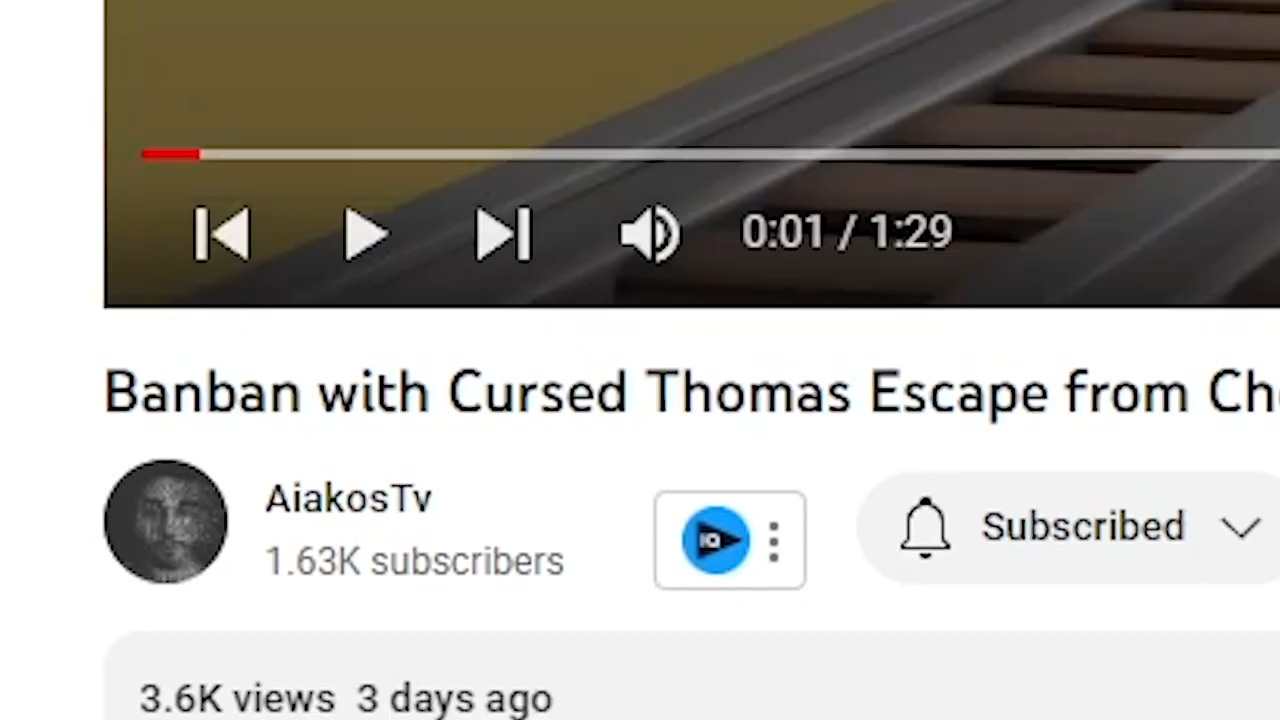 0:01 / 1:29
Banban with Cursed Thomas Escape from
AiakosTv
1.63K subscribers
IQ
Subscribed
3.6K views 3 days ago